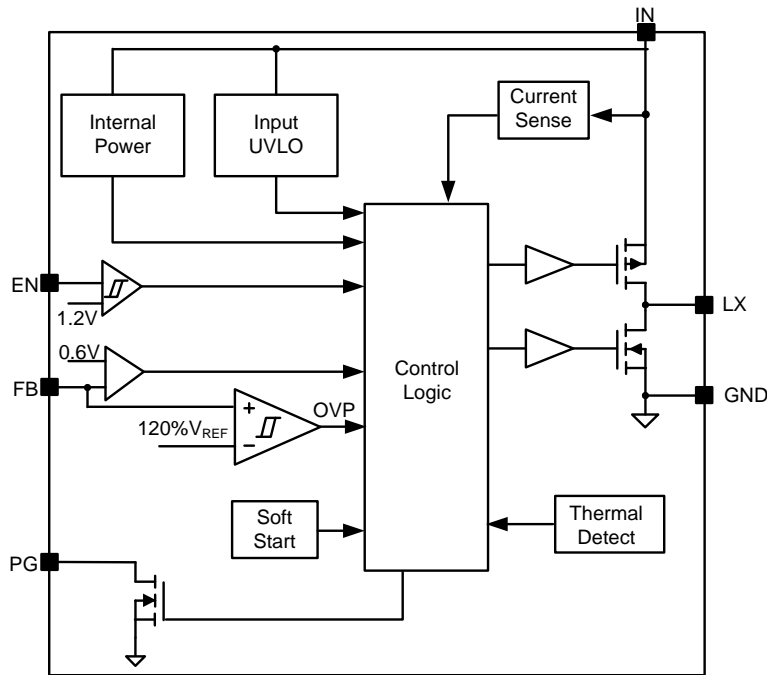 IN
Internal
Power
Input
UVLO
Current
Sense
EN
1.2V
LX
0.6V
FB
Control
Logic
GND
+
OVP
120%VREF
−
Soft
Start
Thermal
Detect
PG